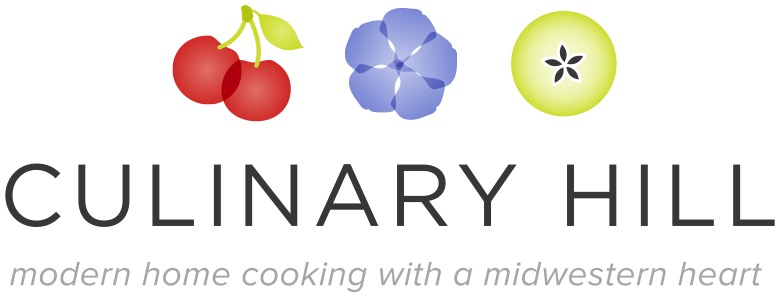 CULINARY HILL
modern home cooking with a midwestern heart